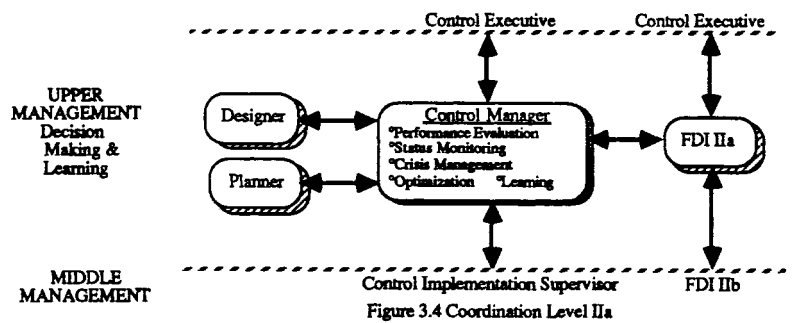 Control Executive
Control Executive
UPPER
MANAGEMENT
Decision
Making &
Learning
Designer
Planner
Control Manager
°Performance Evaluation
°Status Monitoring
°Crisis Management
°Optimization °Learning
FDI IIa
MIDDLE
MANAGEMENT
Control Implementation Supervisor
FDI IIb
Figure 3.4 Coordination Level IIa